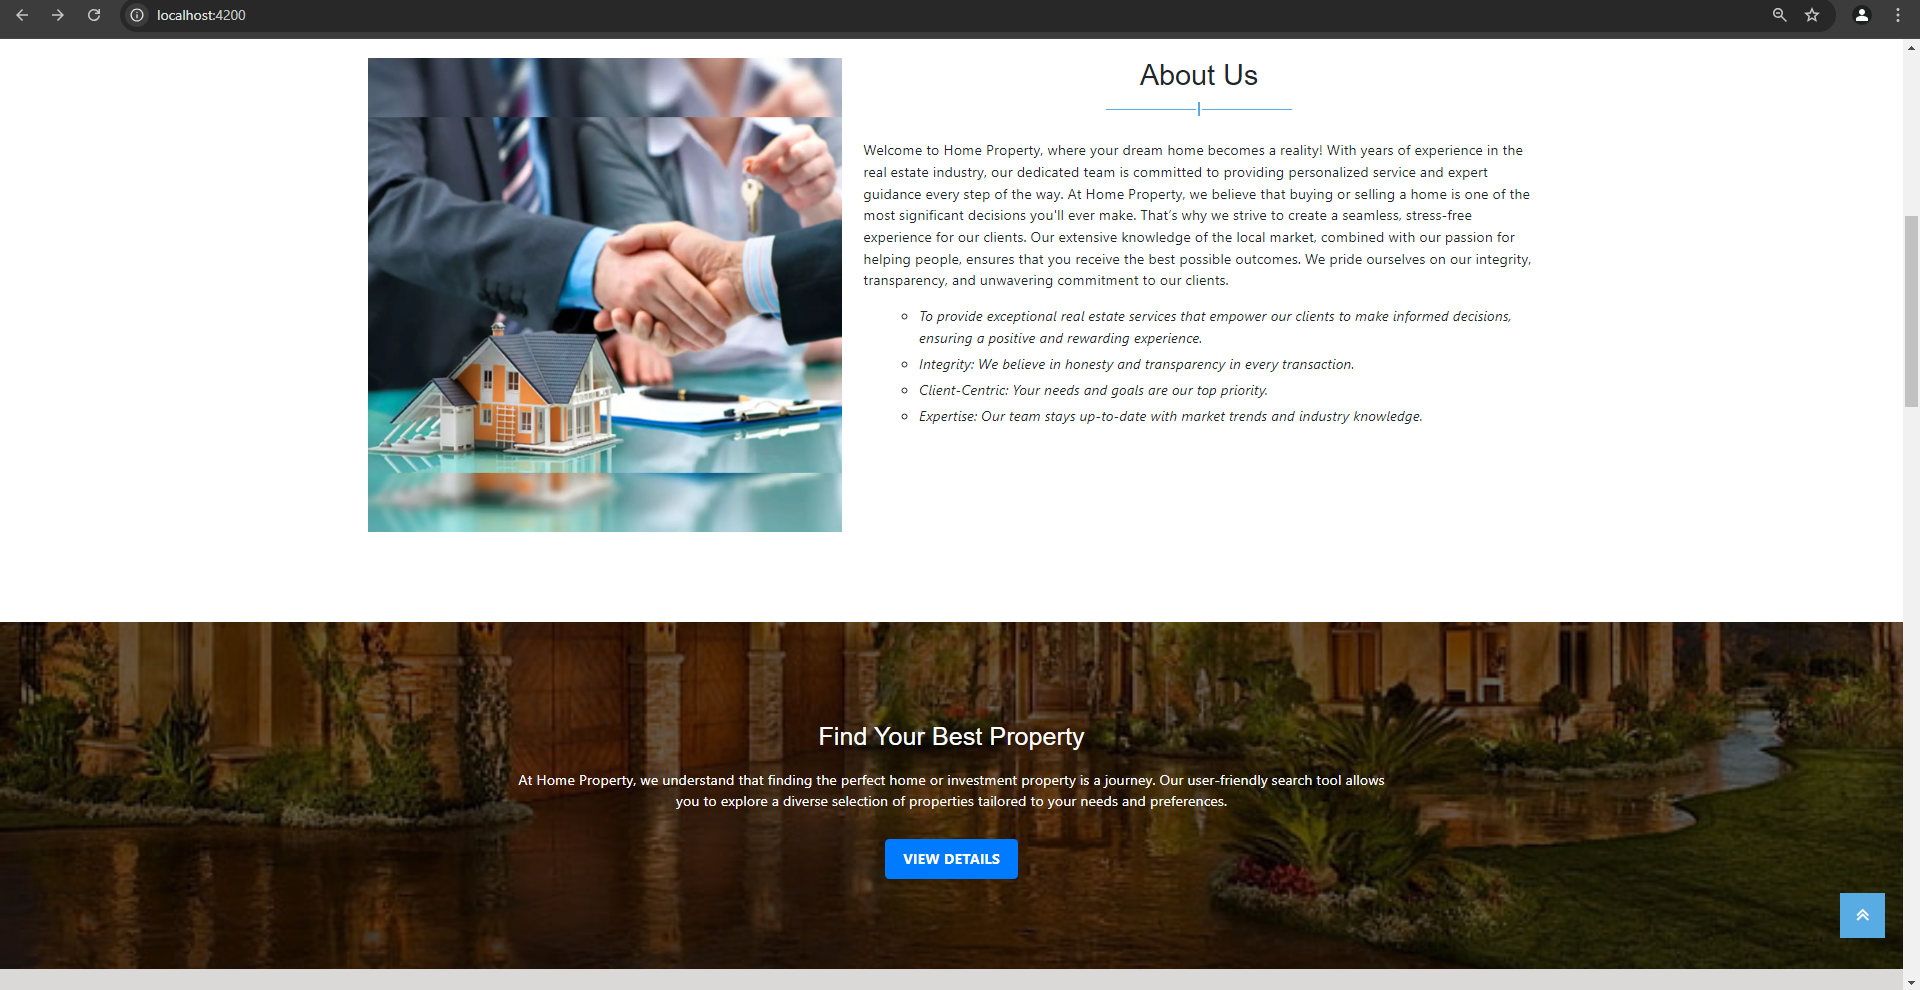 localhost:4200
About Us
Welcome to Home Property, where your dream home becomes a reality! With years of experience in the
real estate industry, our dedicated team is committed to providing personalized service and expert
guidance every step of the way. At Home Property, we believe that buying or selling a home is one of the
most significant decisions you'll ever make. That’s why we strive to create a seamless, stress-free
experience for our clients. Our extensive knowledge of the local market, combined with our passion for
helping people, ensures that you receive the best possible outcomes. We pride ourselves on our integrity,
transparency, and unwavering commitment to our clients.
To provide exceptional real estate services that empower our clients to make informed decisions,
ensuring a positive and rewarding experience.
Integrity: We believe in honesty and transparency in every transaction.
Client-Centric: Your needs and goals are our top priority.
Expertise: Our team stays up-to-date with market trends and industry knowledge.
Find Your Best Property
At Home Property, we understand that finding the perfect home or investment property is a journey. Our user-friendly search tool allows
you to explore a diverse selection of properties tailored to your needs and preferences.
VIEW DETAILS